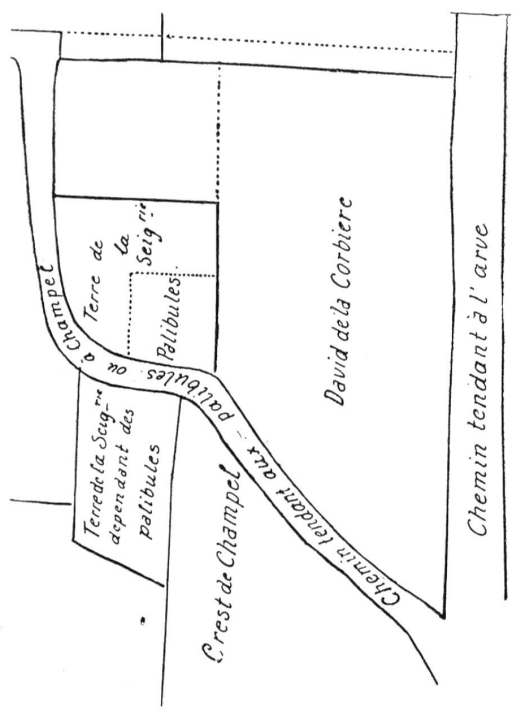 Terre de
la
Seig rie
Palibules.
Terre de la Seig rie
dependant des
palibules
Chemin tendant aux - palibules ou à Champel
Crest de Champel
David de la Corbiere
Chemin tendant à l'arve